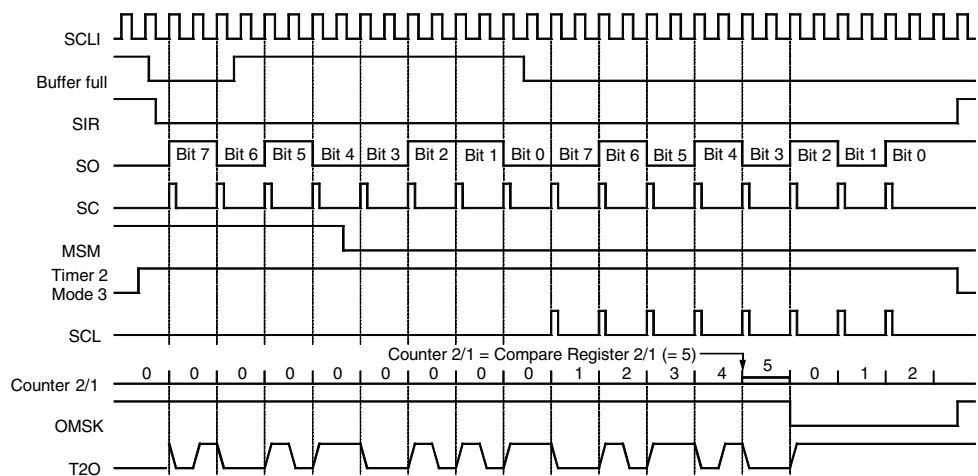 SCLI
Buffer full
SIR
SO Bit 7 Bit 6 Bit 5 Bit 4 Bit 3 Bit 2 Bit 1 Bit 0 Bit 7 Bit 6 Bit 5 Bit 4 Bit 3 Bit 2 Bit 1 Bit 0
SC
MSM
Timer 2
Mode 3
SCL
Counter 2/1 = Compare Register 2/1 (= 5)
Counter 2/1 0 0 0 0 0 0 0 0 0 1 2 3 4 5 0 1 2
OMSK
T2O